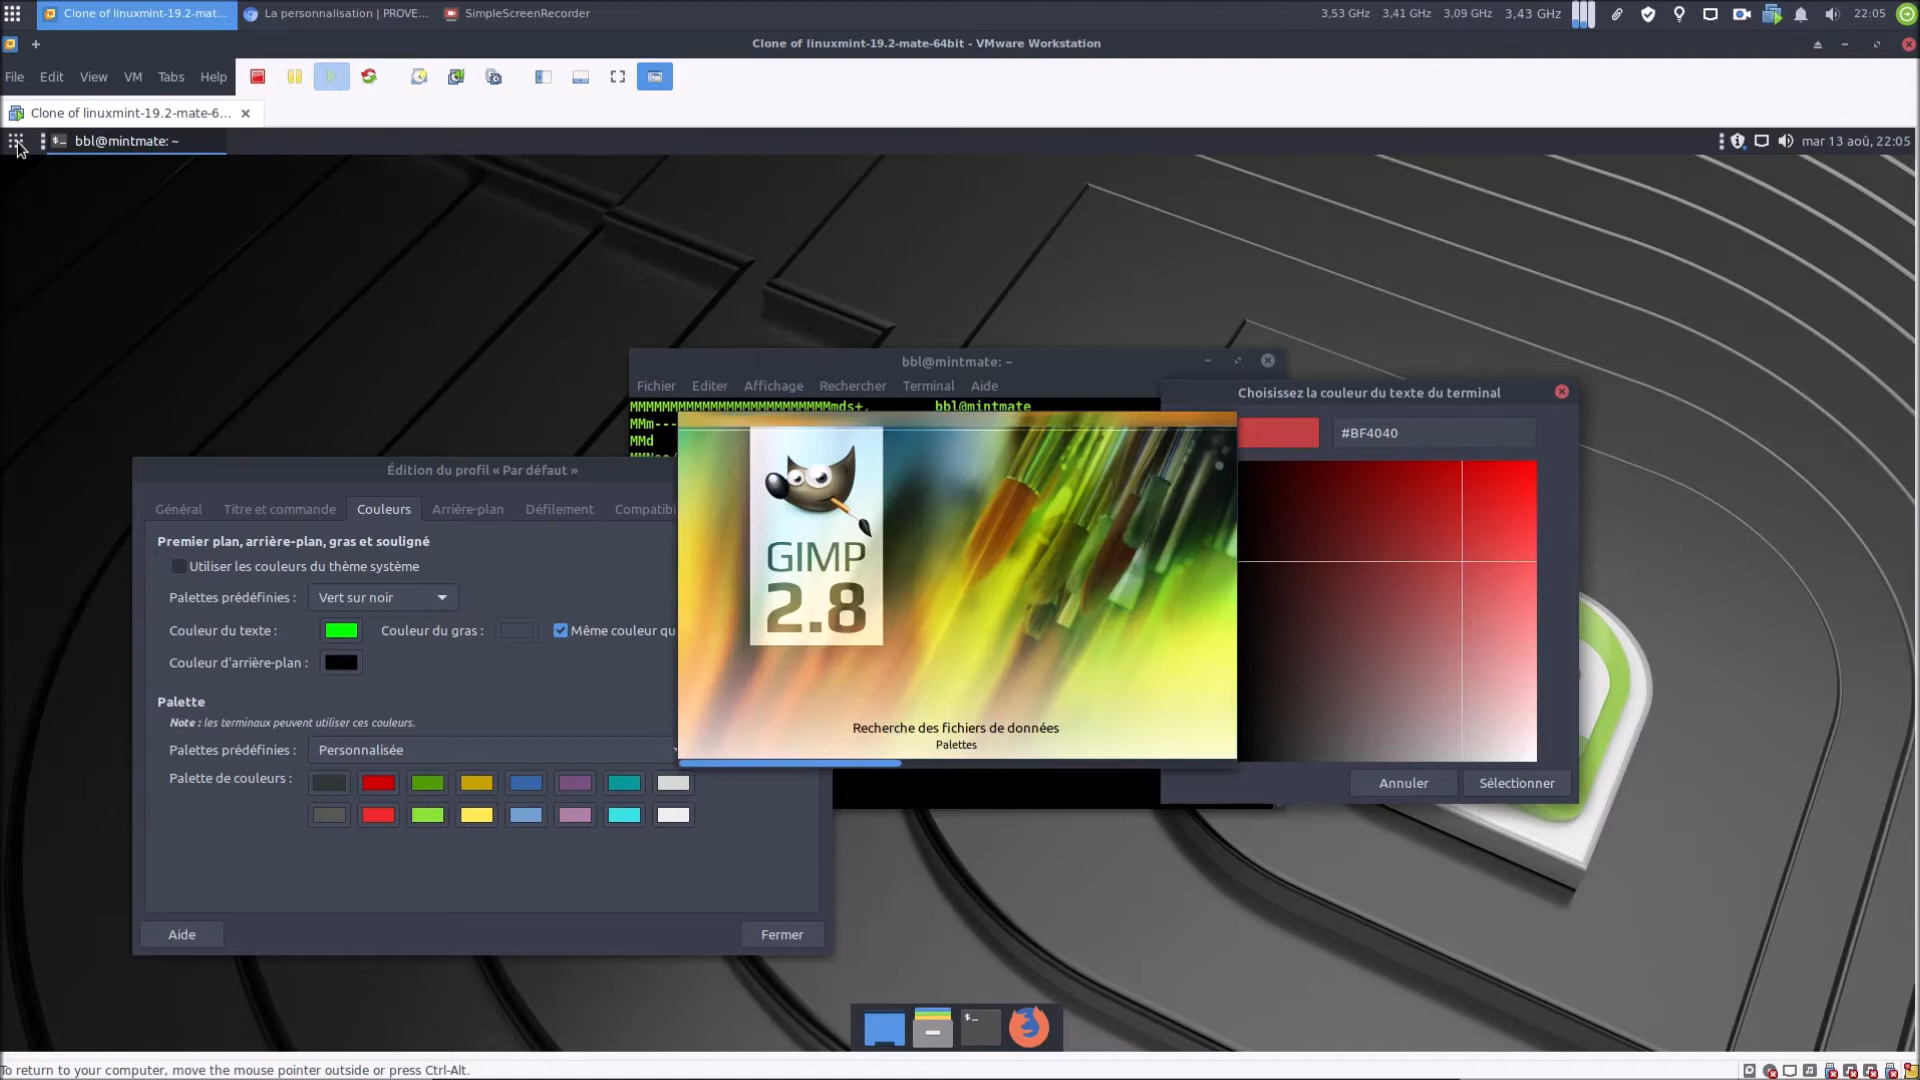 Clone of linuxmint-19.2-mat...
La personnalisation | PROVE...
SimpleScreenRecorder
3,53 GHz
3,41 GHz
3,09 GHz
3,43 GHz
22:05
Clone of linuxmint-19.2-mate-64bit - VMware Workstation
File Edit View VM Tabs Help
Clone of linuxmint-19.2-mate-6...
bbl@mintmate: ~
mar 13 aoû, 22:05
bbl@mintmate: ~
Fichier Editer Affichage Rechercher Terminal Aide
MMMMMMMMMMMMMMMMMMMMMMMMMmds+. bbl@mintmate
MMm---
MMd
Choisissez la couleur du texte du terminal
#BF4040
Annuler Sélectionner
GIMP
2.8
Recherche des fichiers de données
Palettes
Édition du profil « Par défaut »
Général Titre et commande Couleurs Arrière-plan Défilement Compatibi
Premier plan, arrière-plan, gras et souligné
Utiliser les couleurs du thème système
Palettes prédéfinies : Vert sur noir
Couleur du texte : Couleur du gras : Même couleur qu
Couleur d'arrière-plan :
Palette
Note : les terminaux peuvent utiliser ces couleurs.
Palettes prédéfinies : Personnalisée
Palette de couleurs :
Aide Fermer
To return to your computer, move the mouse pointer outside or press Ctrl-Alt.